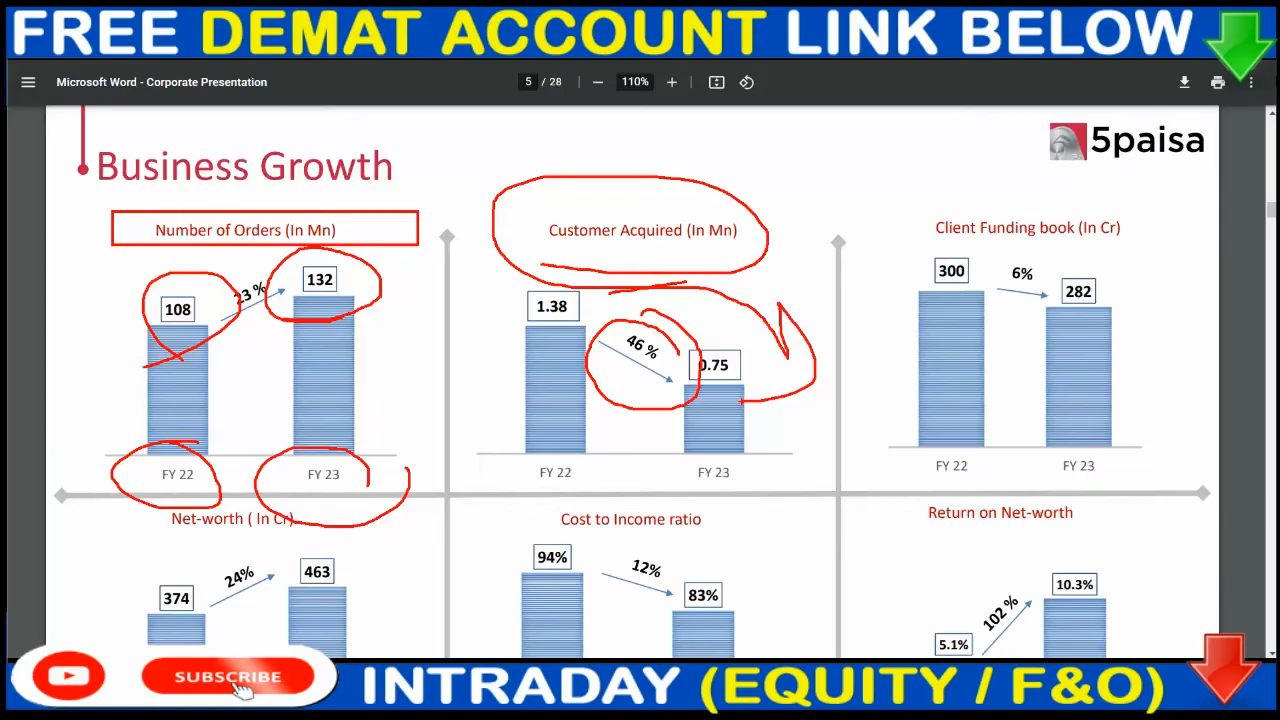 FREE DEMAT ACCOUNT LINK BELOW
Microsoft Word - Corporate Presentation
5 / 28
110%
5paisa
Business Growth
Number of Orders (In Mn)
108
23 %
132
FY 22
FY 23
Customer Acquired (In Mn)
1.38
46 %
0.75
FY 22
FY 23
Client Funding book (In Cr)
300
6%
282
FY 22
FY 23
Net-worth ( In Cr)
374
24%
463
Cost to Income ratio
94%
12%
83%
Return on Net-worth
5.1%
102 %
10.3%
SUBSCRIBE
INTRADAY (EQUITY / F&O)